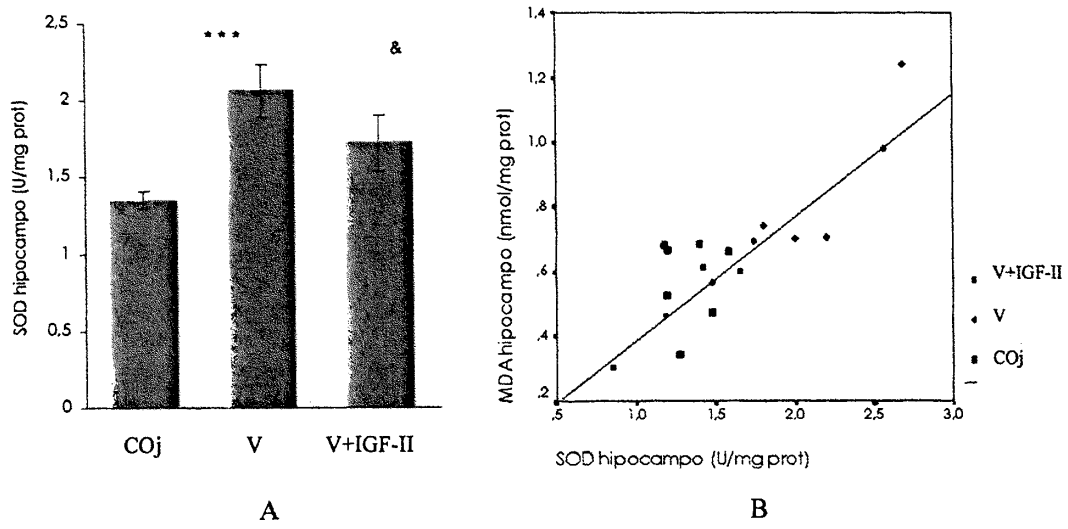 SOD hipocampo (U/mg prot)
2,5
2
1,5
1
0,5
0
***
&
COj
V
V+IGF-II
A
MDA hipocampo (nmol/mg prot)
1,4
1,2
1,0
,8
,6
,4
,2
,5
1,0
1,5
2,0
2,5
3,0
SOD hipocampo (U/mg prot)
V+IGF-II
V
COj
B